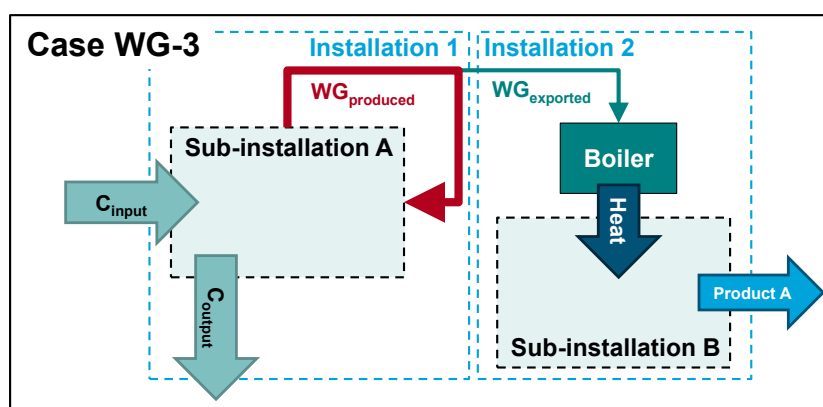 Case WG-3
Installation 1
Installation 2
WGproduced
WGexported
Sub-installation A
Boiler
Cinput
Heat
Coutput
Product A
Sub-installation B